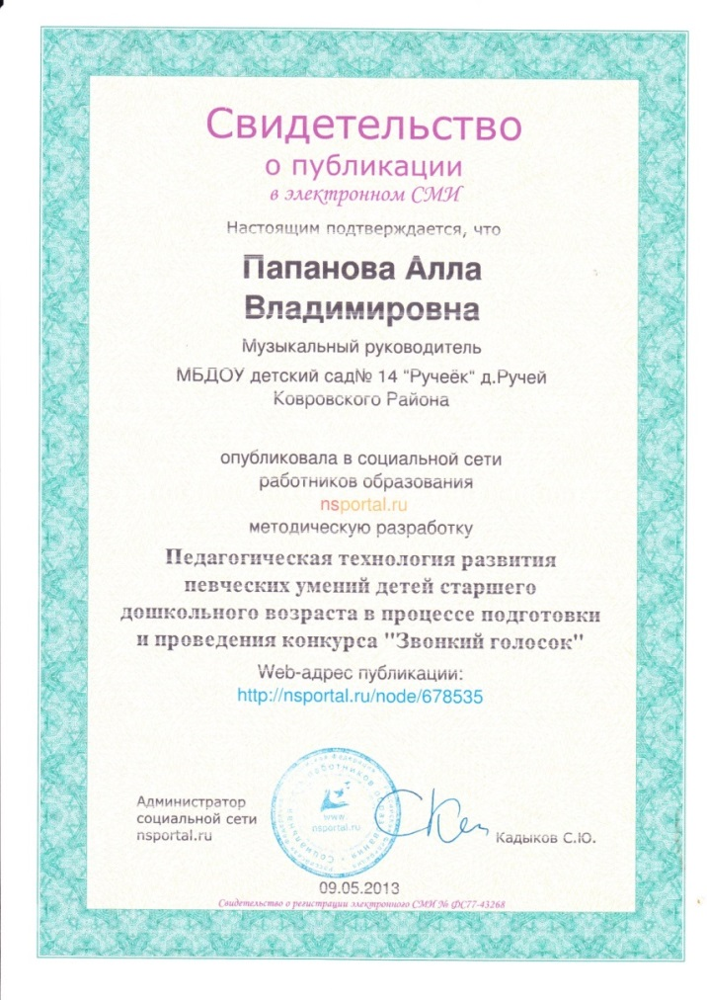 Свидетельство
о публикации
в электронном СМИ
Настоящим подтверждается, что
Папанова Алла
Владимировна
Музыкальный руководитель
МБДОУ детский сад№ 14 "Ручеёк" д.Ручей
Ковровского Района
опубликовала в социальной сети
работников образования
nsportal.ru
методическую разработку
Педагогическая технология развития
певческих умений детей старшего
дошкольного возраста в процессе подготовки
и проведения конкурса "Звонкий голосок"
Web-адрес публикации:
http://nsportal.ru/node/678535
www.
nsportal.ru
Администратор
социальной сети
nsportal.ru
Кадыков С.Ю.
09.05.2013
Свидетельство о регистрации электронного СМИ № ФС77-43268